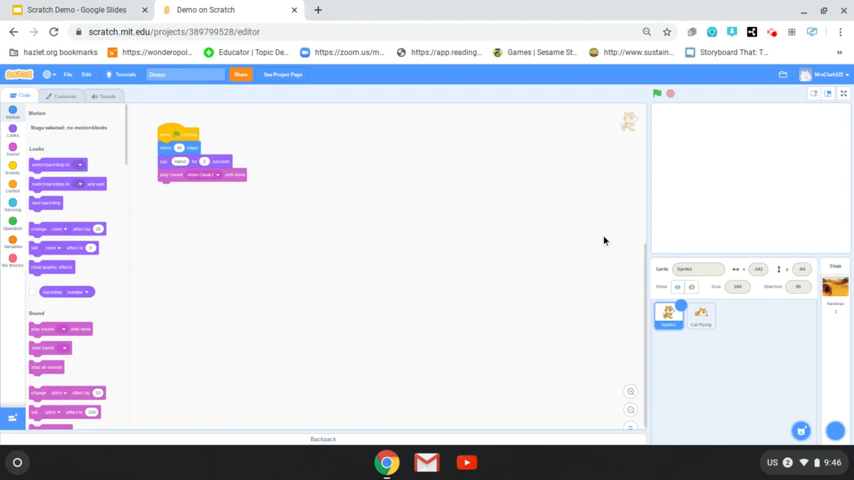 Scratch Demo - Google Slides
Demo on Scratch
scratch.mit.edu/projects/389799528/editor
hazlet.org bookmarks
https://wonderopol...
Educator | Topic De...
https://zoom.us/m...
https://app.reading...
Games | Sesame St...
http://www.sustain...
Storyboard That: T...
SCRATCH
File
Edit
Tutorials
Demo
Share
See Project Page
MrsClark325
Code
Costumes
Sounds
Motion
Looks
Sound
Events
Control
Sensing
Operators
Variables
My Blocks
Motion
Stage selected: no motion blocks
Looks
switch backdrop to
switch backdrop to and wait
next backdrop
change color effect by 25
set color effect to 0
clear graphic effects
backdrop number
Sound
play sound until done
start sound
stop all sounds
change pitch effect by 10
set pitch effect to 100
when clicked
move steps
say for 2 seconds
play sound until done
Sprite
Sprite1
x
-142
y
-64
Show
Size
100
Direction
90
Sprite1
Cat Flying
Stage
Backdrops
2
Backpack
US 2 9:46